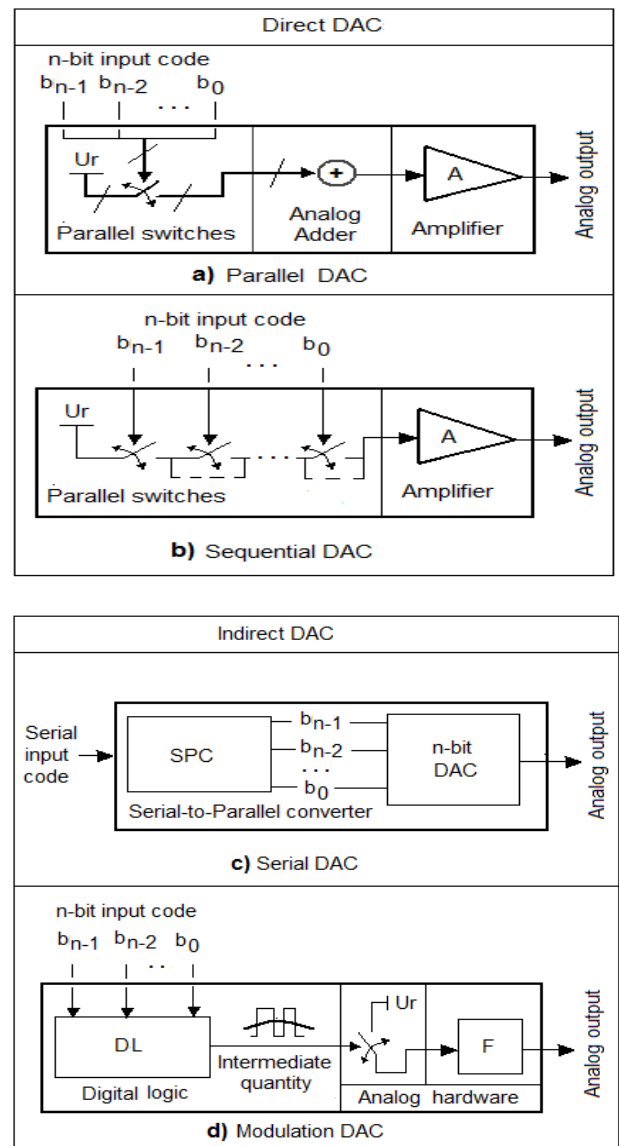 Direct DAC
n-bit input code
bn-1 bn-2 ... b0
Ur
Parallel switches
+
Analog
Adder
A
Amplifier
Analog output
a) Parallel DAC
n-bit input code
bn-1 bn-2 ... b0
Ur
...
Parallel switches
A
Amplifier
Analog output
b) Sequential DAC
Indirect DAC
Serial
input
code
SPC
bn-1
bn-2
...
b0
n-bit
DAC
Serial-to-Parallel converter
Analog output
c) Serial DAC
n-bit input code
bn-1 bn-2 .. b0
DL
Digital logic
Intermediate
quantity
Ur
F
Analog hardware
Analog output
d) Modulation DAC